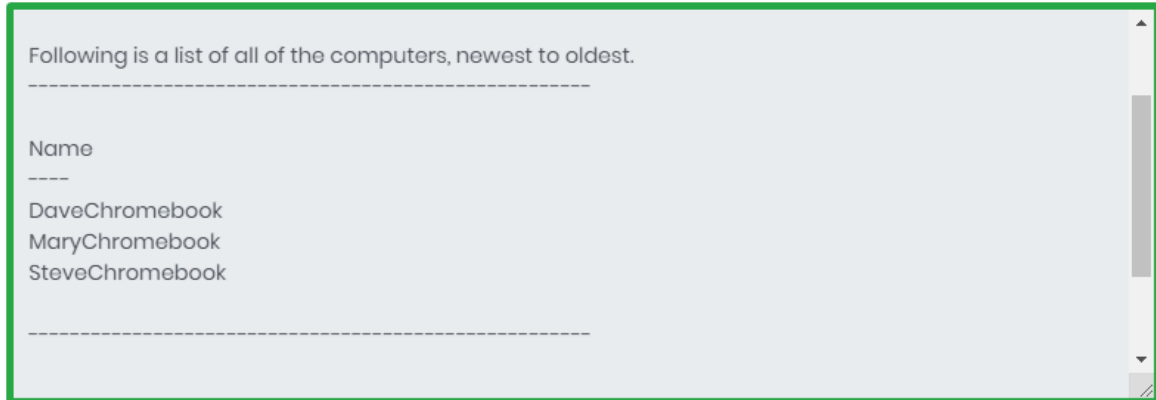 Following is a list of all of the computers, newest to oldest.
------------------------------------------------------
Name
----
DaveChromebook
MaryChromebook
SteveChromebook
------------------------------------------------------